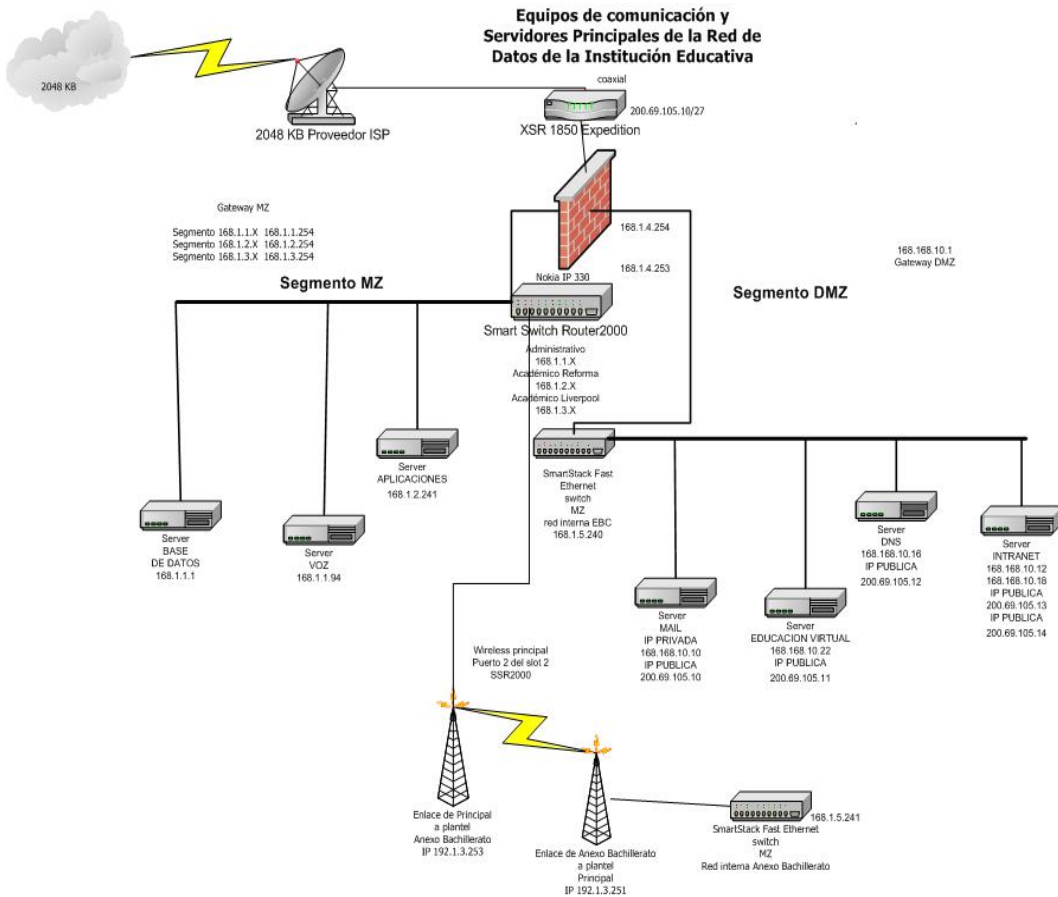 Equipos de comunicación y
Servidores Principales de la Red de
Datos de la Institución Educativa
2048 KB
2048 KB Proveedor ISP
coaxial
200.69.105.10/27
XSR 1850 Expedition
Gateway MZ
Segmento 168.1.1.X 168.1.1.254
Segmento 168.1.2.X 168.1.2.254
Segmento 168.1.3.X 168.1.3.254
168.1.4.254
168.1.4.253
Nokia IP 330
168.168.10.1
Gateway DMZ
Segmento MZ
Segmento DMZ
Smart Switch Router2000
Administrativo
168.1.1.X
Académico Reforma
168.1.2.X
Académico Liverpool
168.1.3.X
Server
APLICACIONES
168.1.2.241
Server
BASE
DE DATOS
168.1.1.1
Server
VOZ
168.1.1.94
SmartStack Fast
Ethernet
switch
MZ
red interna EBC
168.1.5.240
Server
DNS
168.168.10.16
IP PUBLICA
200.69.105.12
Server
INTRANET
168.168.10.12
168.168.10.18
IP PUBLICA
200.69.105.13
IP PUBLICA
200.69.105.14
Server
MAIL
IP PRIVADA
168.168.10.10
IP PUBLICA
200.69.105.10
Server
EDUCACION VIRTUAL
168.168.10.22
IP PUBLICA
200.69.105.11
Wireless principal
Puerto 2 del slot 2
SSR2000
Enlace de Principal
a plantel
Anexo Bachillerato
IP 192.1.3.253
Enlace de Anexo Bachillerato
a plantel
Principal
IP 192.1.3.251
168.1.5.241
SmartStack Fast Ethernet
switch
MZ
Red interna Anexo Bachillerato